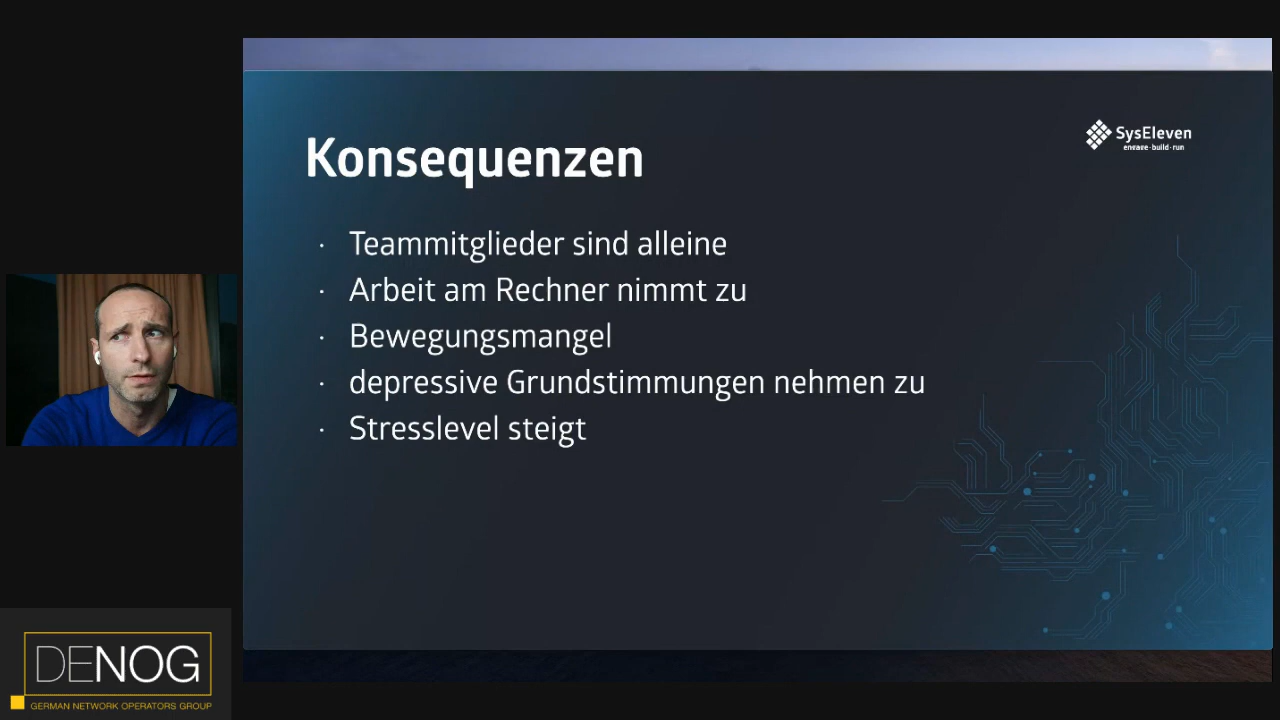 Konsequenzen
SysEleven
engage·build·run
· Teammitglieder sind alleine
· Arbeit am Rechner nimmt zu
· Bewegungsmangel
· depressive Grundstimmungen nehmen zu
· Stresslevel steigt
DENOG
GERMAN NETWORK OPERATORS GROUP